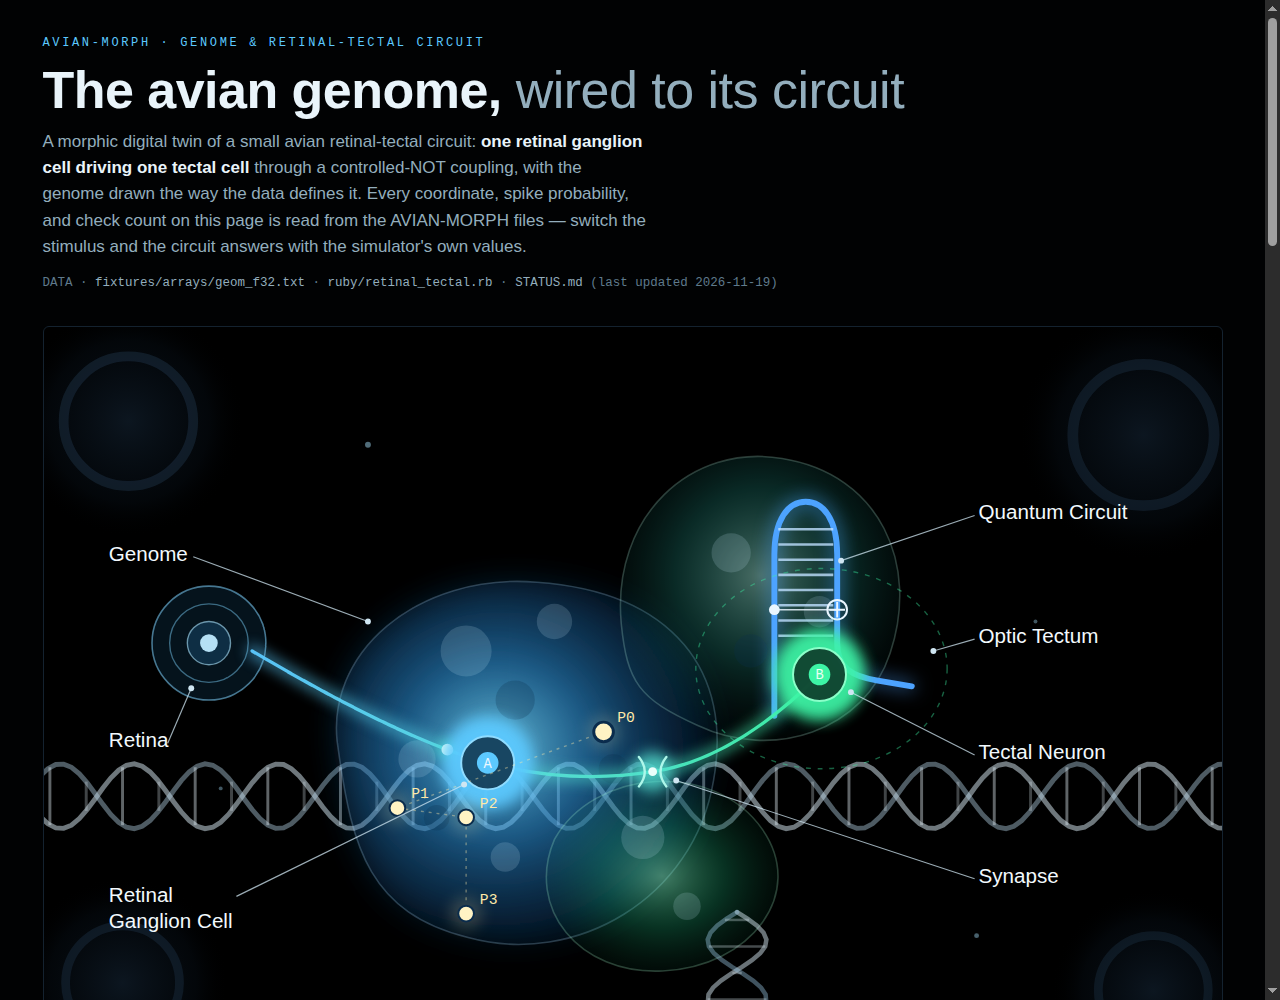 AVIAN-MORPH · GENOME & RETINAL-TECTAL CIRCUIT
The avian genome, wired to its circuit
A morphic digital twin of a small avian retinal-tectal circuit: one retinal ganglion
cell driving one tectal cell through a controlled-NOT coupling, with the
genome drawn the way the data defines it. Every coordinate, spike probability,
and check count on this page is read from the AVIAN-MORPH files — switch the
stimulus and the circuit answers with the simulator's own values.
DATA · fixtures/arrays/geom_f32.txt · ruby/retinal_tectal.rb · STATUS.md (last updated 2026-11-19)
Quantum Circuit
Genome
Optic Tectum
B
P0
Retina
Tectal Neuron
A
P1
P2
Synapse
Retinal
Ganglion Cell
P3